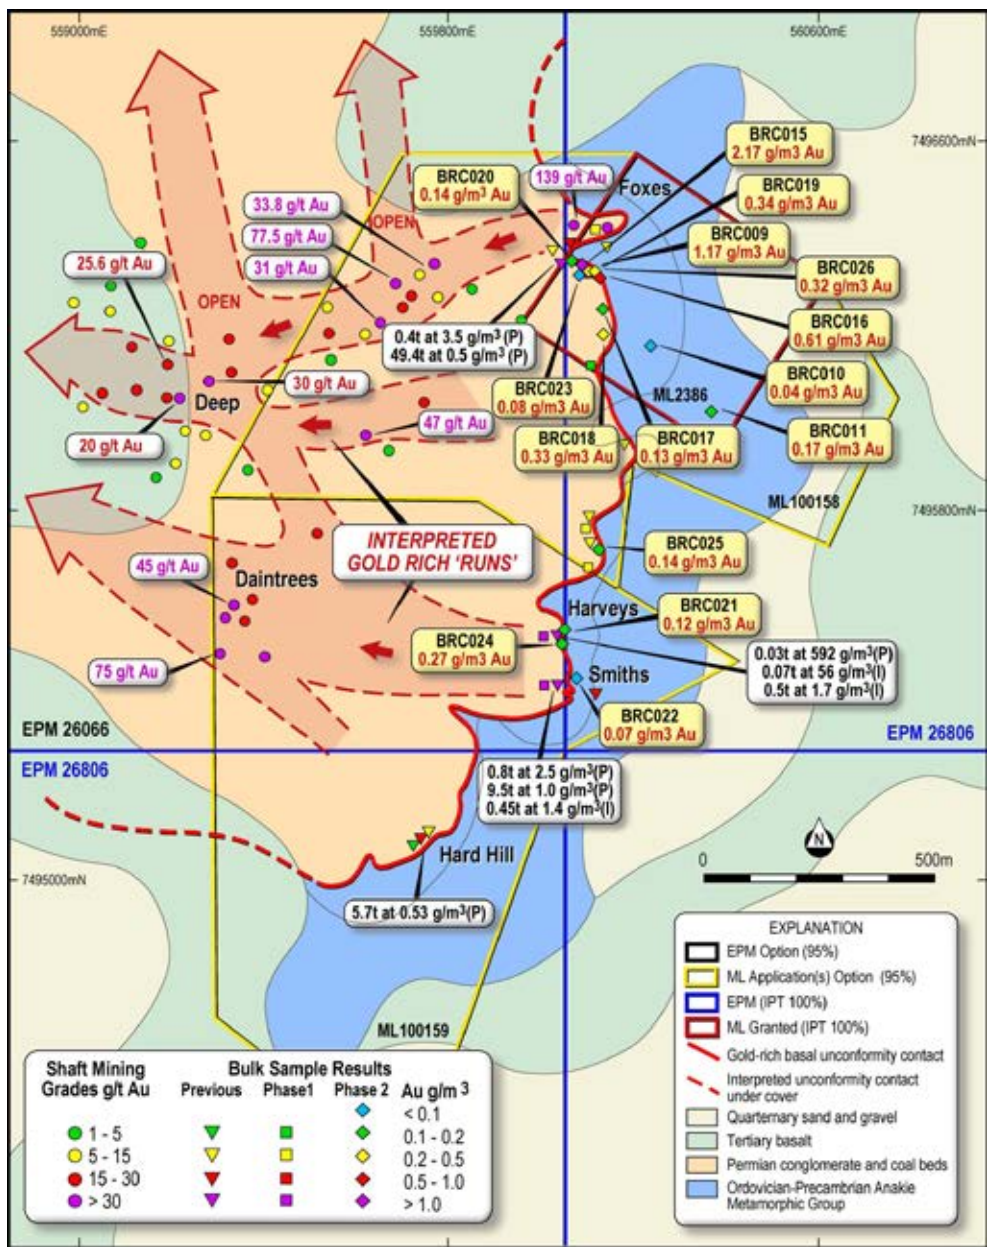 559000mE
559800mE
560600mE
7496600mN
BRC015
2.17 g/m3 Au
BRC020
0.14 g/m³ Au
139 g/t Au
Foxes
BRC019
0.34 g/m3 Au
33.8 g/t Au
OPEN
77.5 g/t Au
BRC009
1.17 g/m3 Au
25.6 g/t Au
31 g/t Au
BRC026
0.32 g/m3 Au
OPEN
0.4t at 3.5 g/m³ (P)
49.4t at 0.5 g/m³ (P)
BRC016
0.61 g/m3 Au
30 g/t Au
Deep
BRC023
0.08 g/m3 Au
ML2386
BRC010
0.04 g/m3 Au
20 g/t Au
47 g/t Au
BRC018
0.33 g/m3 Au
BRC017
0.13 g/m3 Au
BRC011
0.17 g/m3 Au
ML100158
7495800mN
INTERPRETED
GOLD RICH 'RUNS'
BRC025
0.14 g/m3 Au
45 g/t Au
Daintrees
Harveys
BRC021
0.12 g/m3 Au
BRC024
0.27 g/m3 Au
75 g/t Au
0.03t at 592 g/m³(P)
0.07t at 56 g/m³(I)
0.5t at 1.7 g/m³(I)
Smiths
BRC022
0.07 g/m3 Au
EPM 26066
EPM 26806
EPM 26806
0.8t at 2.5 g/m³(P)
9.5t at 1.0 g/m³(P)
0.45t at 1.4 g/m³(I)
N
Hard Hill
0
500m
7495000mN
5.7t at 0.53 g/m³(P)
ML100159
EXPLANATION
EPM Option (95%)
ML Application(s) Option (95%)
EPM (IPT 100%)
ML Granted (IPT 100%)
Gold-rich basal unconformity contact
Interpreted unconformity contact
under cover
Quarternary sand and gravel
Tertiary basalt
Permian conglomerate and coal beds
Ordovician-Precambrian Anakie
Metamorphic Group
Shaft Mining
Grades g/t Au
Bulk Sample Results
Previous Phase1 Phase 2 Au g/m³
< 0.1
1 - 5 0.1 - 0.2
5 - 15 0.2 - 0.5
15 - 30 0.5 - 1.0
> 30 > 1.0